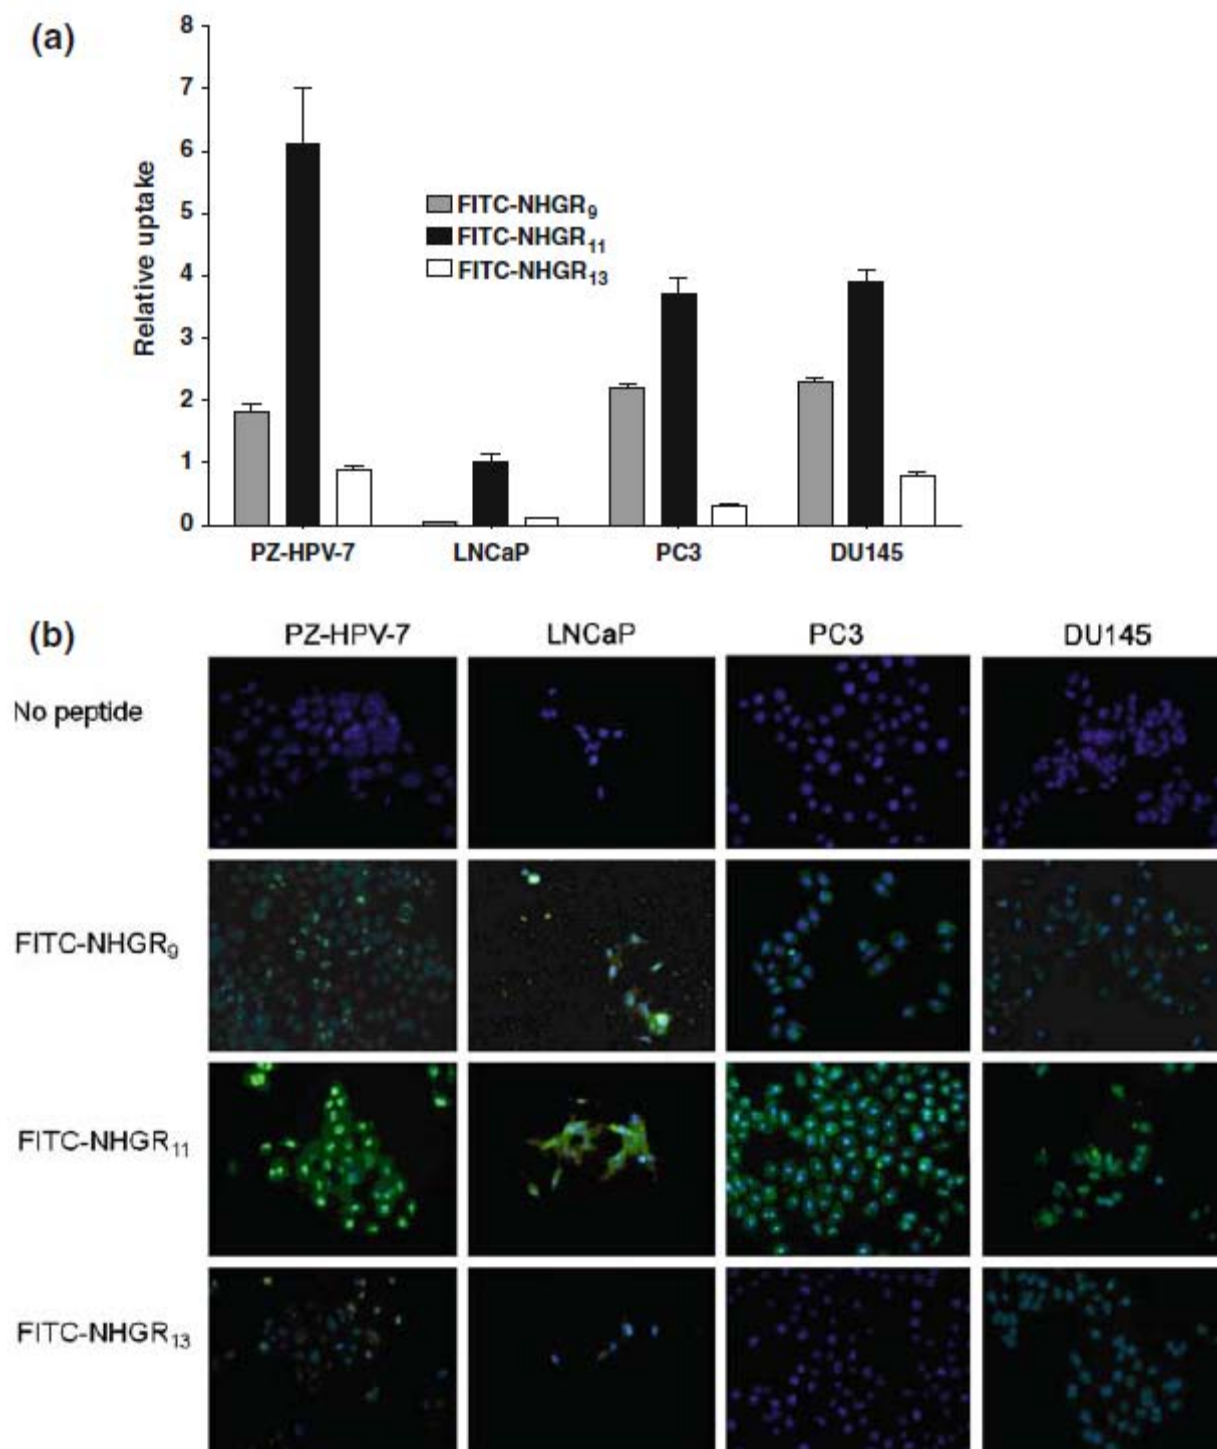 (a)
8
7
6
5
4
3
2
1
0
Relative uptake
FITC-NHGR₉
FITC-NHGR₁₁
FITC-NHGR₁₃
PZ-HPV-7 LNCaP PC3 DU145
(b)
PZ-HPV-7 LNCaP PC3 DU145
No peptide
FITC-NHGR₉
FITC-NHGR₁₁
FITC-NHGR₁₃